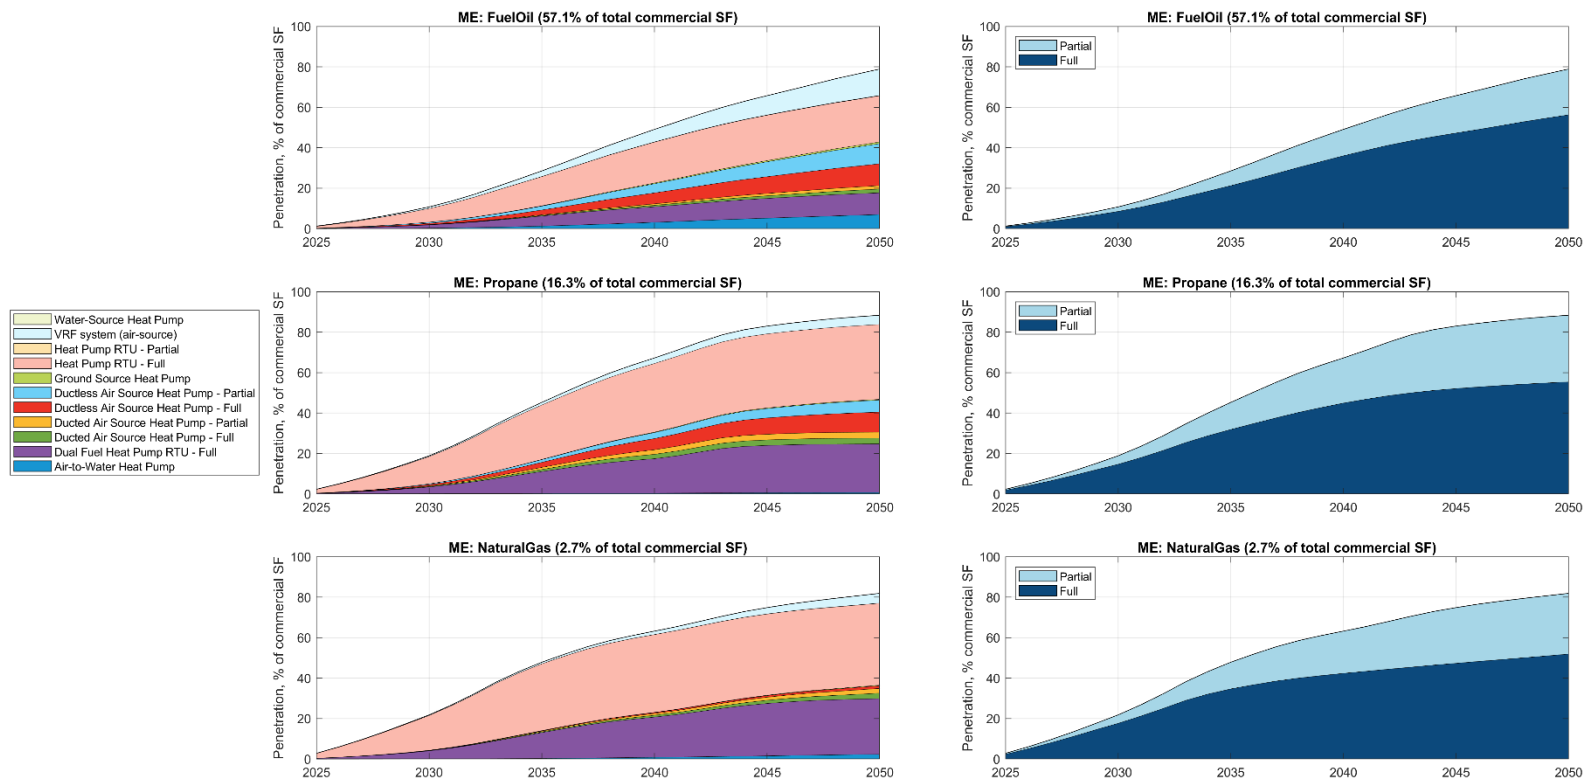 ME: FuelOil (57.1% of total commercial SF)
Penetration, % of commercial SF
100
80
60
40
20
0
2025
2030
2035
2040
2045
2050
ME: FuelOil (57.1% of total commercial SF)
Penetration, % commercial SF
100
80
60
40
20
0
Partial
Full
2025
2030
2035
2040
2045
2050
Water-Source Heat Pump
VRF system (air-source)
Heat Pump RTU - Partial
Heat Pump RTU - Full
Ground Source Heat Pump
Ductless Air Source Heat Pump - Partial
Ductless Air Source Heat Pump - Full
Ducted Air Source Heat Pump - Partial
Ducted Air Source Heat Pump - Full
Dual Fuel Heat Pump RTU - Full
Air-to-Water Heat Pump
ME: Propane (16.3% of total commercial SF)
Penetration, % of commercial SF
100
80
60
40
20
0
2025
2030
2035
2040
2045
2050
ME: Propane (16.3% of total commercial SF)
Penetration, % commercial SF
100
80
60
40
20
0
Partial
Full
2025
2030
2035
2040
2045
2050
ME: NaturalGas (2.7% of total commercial SF)
Penetration, % of commercial SF
100
80
60
40
20
0
2025
2030
2035
2040
2045
2050
ME: NaturalGas (2.7% of total commercial SF)
Penetration, % commercial SF
100
80
60
40
20
0
Partial
Full
2025
2030
2035
2040
2045
2050